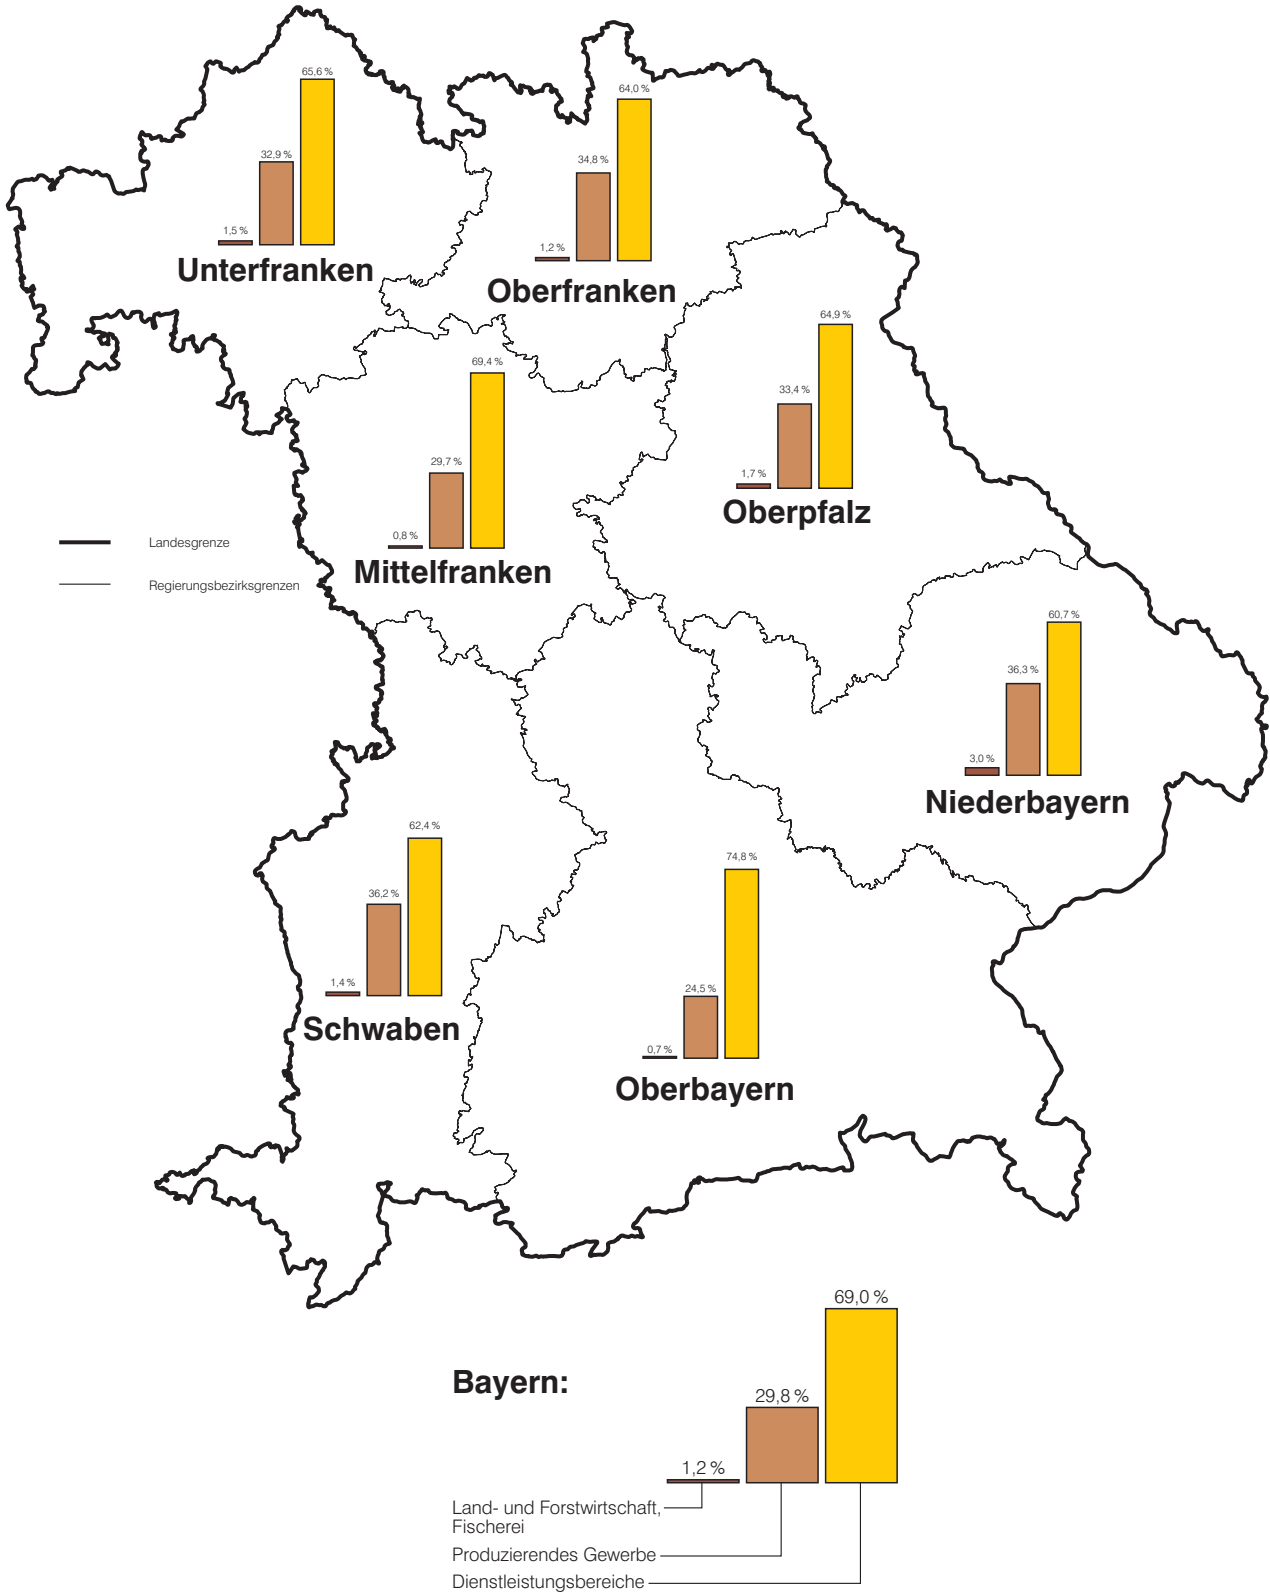 65,6 %
32,9 %
1,5 %
Unterfranken
64,0 %
34,8 %
1,2 %
Oberfranken
64,9 %
33,4 %
1,7 %
Oberpfalz
69,4 %
29,7 %
0,8 %
Mittelfranken
Landesgrenze
Regierungsbezirksgrenzen
60,7 %
36,3 %
3,0 %
Niederbayern
62,4 %
36,2 %
1,4 %
Schwaben
74,8 %
24,5 %
0,7 %
Oberbayern
Bayern:
69,0 %
29,8 %
1,2 %
Land- und Forstwirtschaft,
Fischerei
Produzierendes Gewerbe
Dienstleistungsbereiche